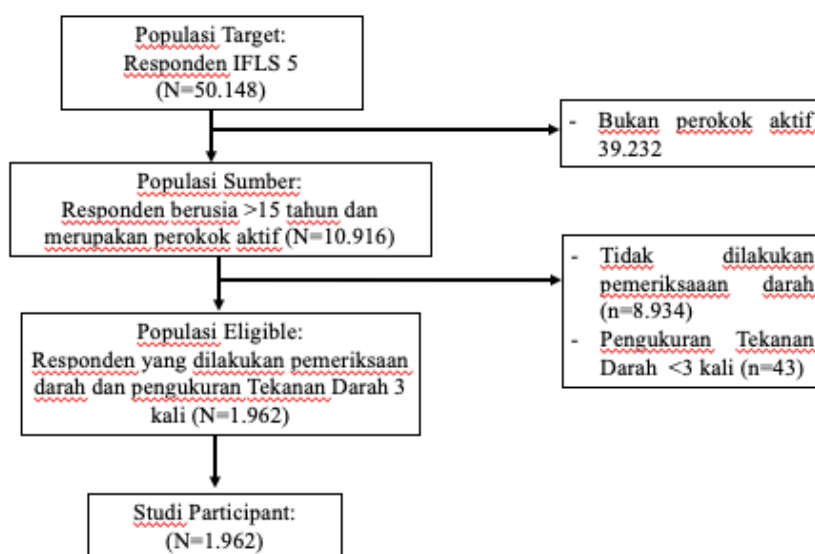 Populasi Target:
Responden IFLS 5
(N=50.148)
- Bukan perokok aktif
39.232
Populasi Sumber:
Responden berusia >15 tahun dan
merupakan perokok aktif (N=10.916)
- Tidak dilakukan
pemeriksaaan darah
(n=8.934)
- Pengukuran Tekanan
Darah <3 kali (n=43)
Populasi Eligible:
Responden yang dilakukan pemeriksaan
darah dan pengukuran Tekanan Darah 3
kali (N=1.962)
Studi Participant:
(N=1.962)